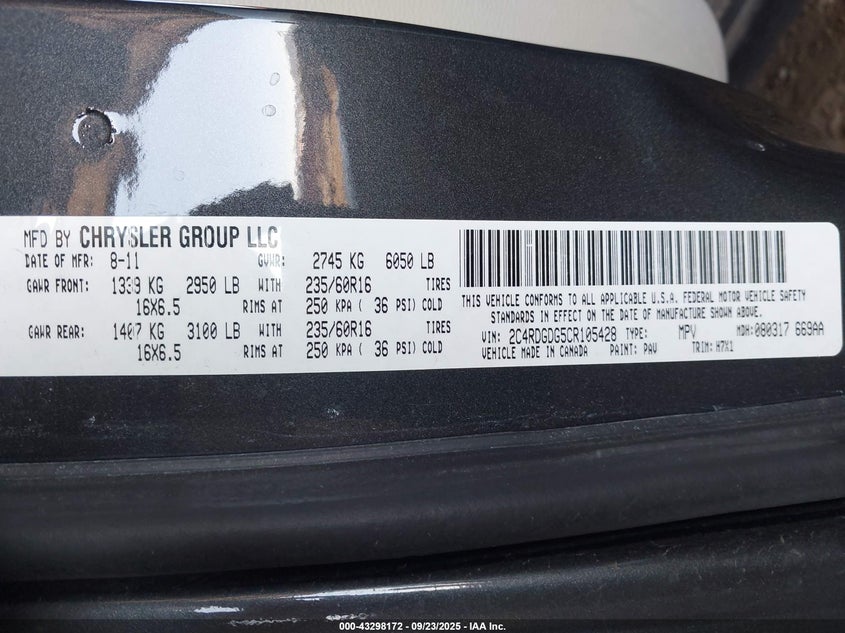 MFD BY CHRYSLER GROUP LLC
DATE OF MFR: 8-11 GVWR: 2745 KG 6050 LB
GAWR FRONT: 1339 KG 2950 LB WITH 235/60R16 TIRES
16X6.5 RIMS AT 250 KPA ( 36 PSI) COLD
GAWR REAR: 1407 KG 3100 LB WITH 235/60R16 TIRES
16X6.5 RIMS AT 250 KPA ( 36 PSI) COLD
THIS VEHICLE CONFORMS TO ALL APPLICABLE U.S.A. FEDERAL MOTOR VEHICLE SAFETY
STANDARDS IN EFFECT ON THE DATE OF MANUFACTURE SHOWN ABOVE.
VIN: 2C4RDGDG5CR105428 TYPE: MPV MDH: 080317 669AA
VEHICLE MADE IN CANADA PAINT: PAV TRIM: H7X1
000-43298172 — 09/23/2025 — IAA Inc.